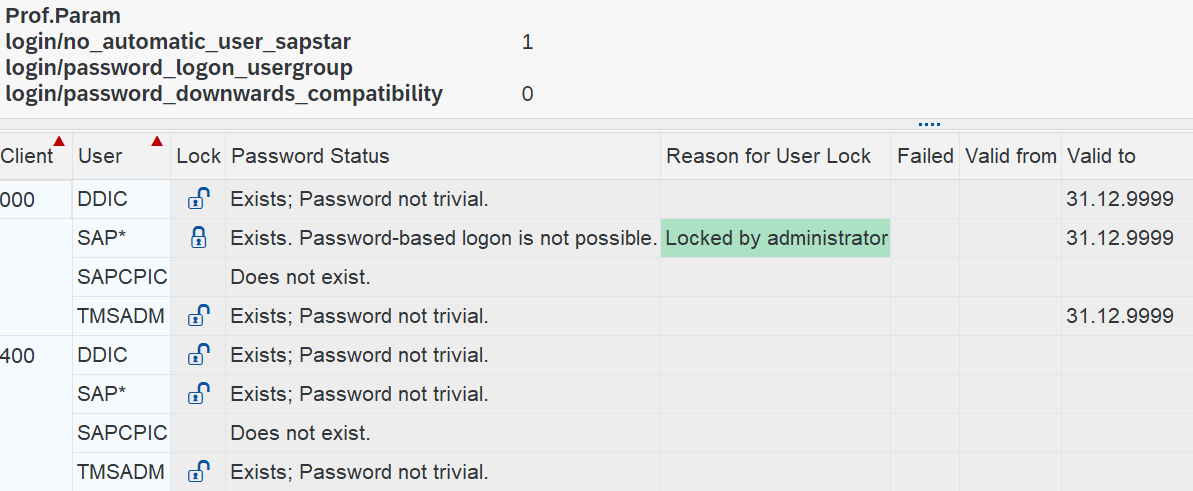 Prof.Param
login/no_automatic_user_sapstar 1
login/password_logon_usergroup
login/password_downwards_compatibility 0
Client User Lock Password Status Reason for User Lock Failed Valid from Valid to
000 DDIC Exists; Password not trivial. 31.12.9999
SAP* Exists. Password-based logon is not possible. Locked by administrator 31.12.9999
SAPCPIC Does not exist.
TMSADM Exists; Password not trivial. 31.12.9999
400 DDIC Exists; Password not trivial.
SAP* Exists; Password not trivial.
SAPCPIC Does not exist.
TMSADM Exists; Password not trivial.